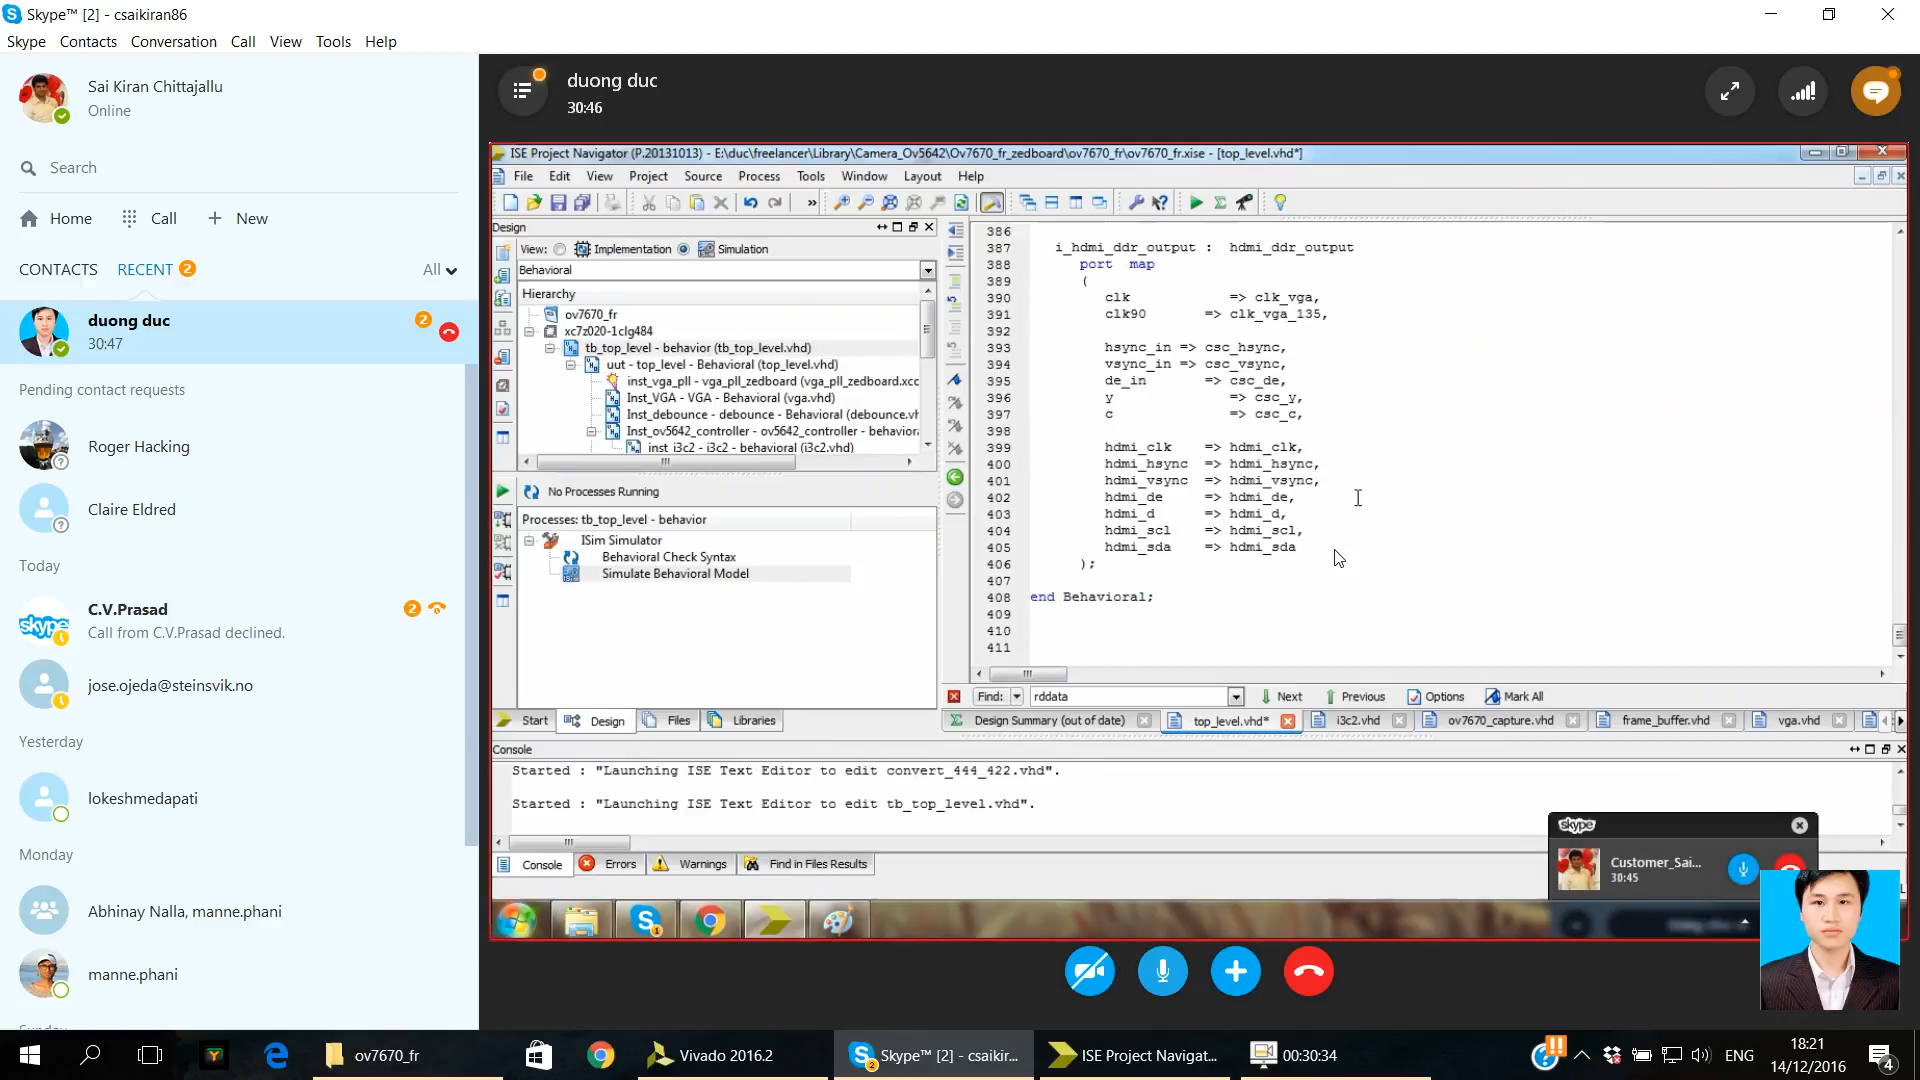 Skype™ [2] - csaikiran86
Skype Contacts Conversation Call View Tools Help
Sai Kiran Chittajallu
Online
Search
Home Call New
CONTACTS RECENT 2 All
duong duc 2
30:47
Pending contact requests
Roger Hacking
Claire Eldred
Today
C.V.Prasad 2
Call from C.V.Prasad declined.
jose.ojeda@steinsvik.no
Yesterday
lokeshmedapati
Monday
Abhinay Nalla, manne.phani
manne.phani
duong duc
30:46
ISE Project Navigator (P.20131013) - E:\duc\freelancer\Library\Camera_Ov5642\Ov7670_fr_zedboard\ov7670_fr\ov7670_fr.xise - [top_level.vhd*]
File Edit View Project Source Process Tools Window Layout Help
Design
View: Implementation Simulation
Behavioral
Hierarchy
ov7670_fr
xc7z020-1clg484
tb_top_level - behavior (tb_top_level.vhd)
uut - top_level - Behavioral (top_level.vhd)
inst_vga_pll - vga_pll_zedboard (vga_pll_zedboard.xcc
Inst_VGA - VGA - Behavioral (vga.vhd)
Inst_debounce - debounce - Behavioral (debounce.vh
Inst_ov5642_controller - ov5642_controller - behavior
inst i3c2 - i3c2 - behavioral (i3c2.vhd)
No Processes Running
Processes: tb_top_level - behavior
ISim Simulator
Behavioral Check Syntax
Simulate Behavioral Model
Start Design Files Libraries
386
387 i_hdmi_ddr_output : hdmi_ddr_output
388 port map
389 (
390 clk => clk_vga,
391 clk90 => clk_vga_135,
392
393 hsync_in => csc_hsync,
394 vsync_in => csc_vsync,
395 de_in => csc_de,
396 y => csc_y,
397 c => csc_c,
398
399 hdmi_clk => hdmi_clk,
400 hdmi_hsync => hdmi_hsync,
401 hdmi_vsync => hdmi_vsync,
402 hdmi_de => hdmi_de,
403 hdmi_d => hdmi_d,
404 hdmi_scl => hdmi_scl,
405 hdmi_sda => hdmi_sda
406 );
407
408 end Behavioral;
409
410
411
Find: rddata Next Previous Options Mark All
Design Summary (out of date) top_level.vhd* i3c2.vhd ov7670_capture.vhd frame_buffer.vhd vga.vhd
Console
Started : "Launching ISE Text Editor to edit convert_444_422.vhd".
Started : "Launching ISE Text Editor to edit tb_top_level.vhd".
Console Errors Warnings Find in Files Results
skype
Customer_Sai...
30:45
ov7670_fr Vivado 2016.2 Skype™ [2] - csaikir... ISE Project Navigat... 00:30:34 ENG 18:21
14/12/2016 4